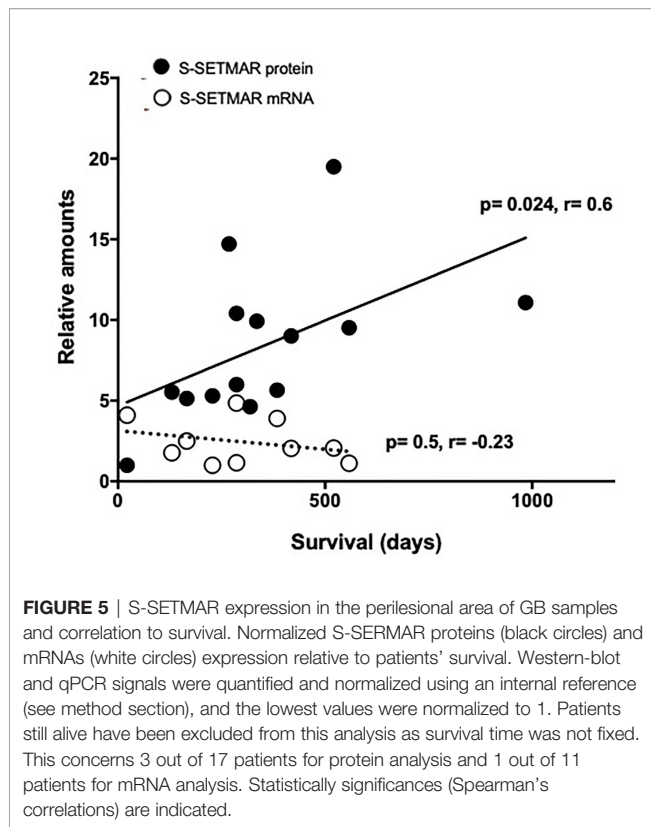 S-SETMAR protein
S-SETMAR mRNA
25
20
15
10
5
0
Relative amounts
p= 0.024, r= 0.6
p= 0.5, r= -0.23
0
500
1000
Survival (days)
FIGURE 5 | S-SETMAR expression in the perilesional area of GB samples
and correlation to survival. Normalized S-SERMAR proteins (black circles) and
mRNAs (white circles) expression relative to patients’ survival. Western-blot
and qPCR signals were quantified and normalized using an internal reference
(see method section), and the lowest values were normalized to 1. Patients
still alive have been excluded from this analysis as survival time was not fixed.
This concerns 3 out of 17 patients for protein analysis and 1 out of 11
patients for mRNA analysis. Statistically significances (Spearman’s
correlations) are indicated.